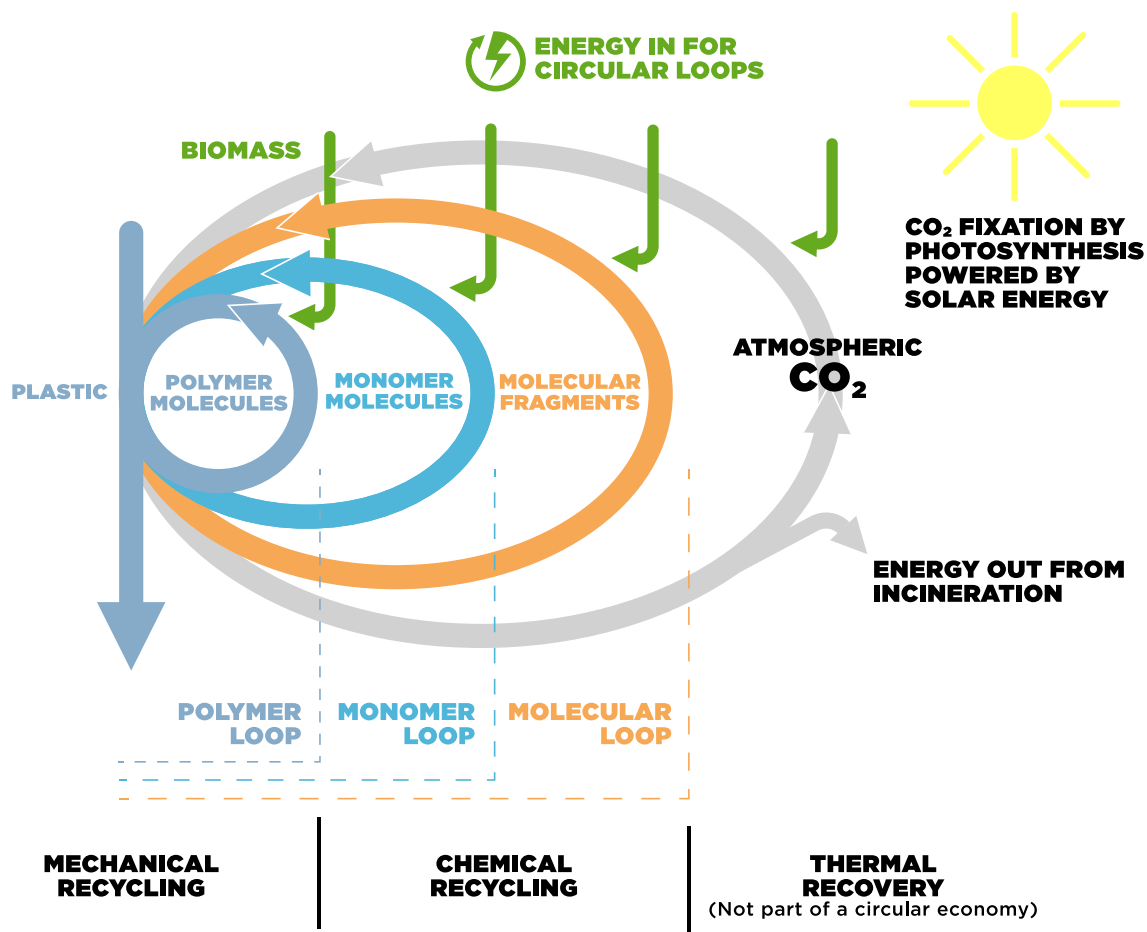 ENERGY IN FOR
CIRCULAR LOOPS
BIOMASS
CO₂ FIXATION BY
PHOTOSYNTHESIS
POWERED BY
SOLAR ENERGY
ATMOSPHERIC
CO₂
PLASTIC
POLYMER
MOLECULES
MONOMER
MOLECULES
MOLECULAR
FRAGMENTS
ENERGY OUT FROM
INCINERATION
POLYMER
LOOP
MONOMER
LOOP
MOLECULAR
LOOP
MECHANICAL
RECYCLING
CHEMICAL
RECYCLING
THERMAL
RECOVERY
(Not part of a circular economy)